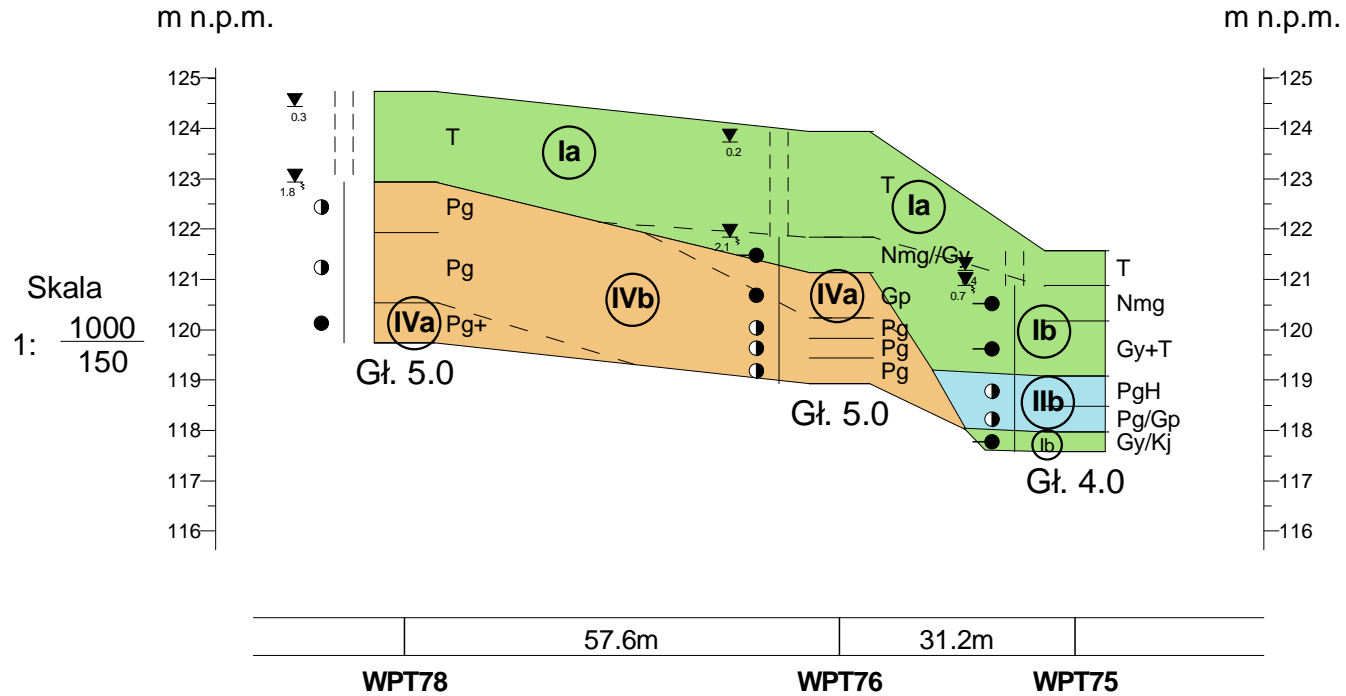 m n.p.m. m n.p.m.
125 125
0.3
124 T Ia 0.2 124
123 T Ia 123
1.8
Pg
122 122
2.1 Nmg//Gy T
121 Pg IVb IVa Gp 0.7 121
Skala Nmg
1: 1000
150
120 IVa Pg+ Pg Ib 120
Pg Gy+T
119 Gł. 5.0 Pg PgH 119
Gł. 5.0 IIb
118 Pg/Gp 118
Ib Gy/Kj
117 Gł. 4.0 117
116 116
57.6m 31.2m
WPT78 WPT76 WPT75